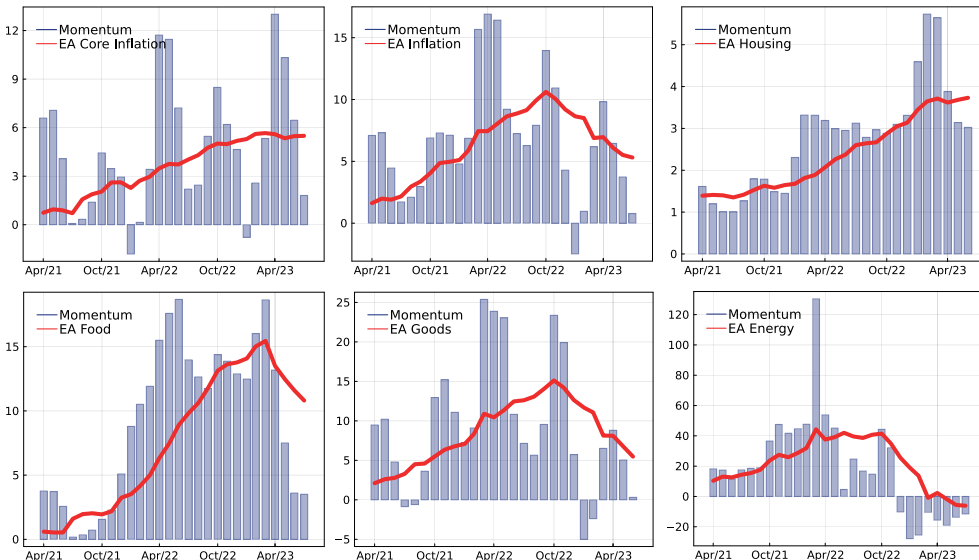 Momentum
EA Core Inflation
12
9
6
3
0
Apr/21
Oct/21
Apr/22
Oct/22
Apr/23
Momentum
EA Inflation
15
10
5
0
Apr/21
Oct/21
Apr/22
Oct/22
Apr/23
Momentum
EA Housing
5
4
3
2
1
0
Apr/21
Oct/21
Apr/22
Oct/22
Apr/23
Momentum
EA Food
15
10
5
0
Apr/21
Oct/21
Apr/22
Oct/22
Apr/23
Momentum
EA Goods
25
20
15
10
5
0
−5
Apr/21
Oct/21
Apr/22
Oct/22
Apr/23
Momentum
EA Energy
120
100
80
60
40
20
0
−20
Apr/21
Oct/21
Apr/22
Oct/22
Apr/23